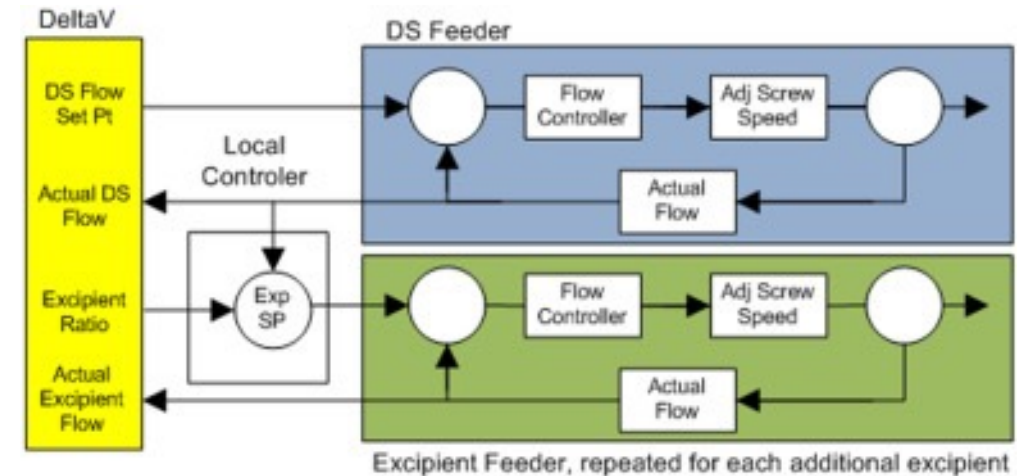 DeltaV
DS Flow
Set Pt
Actual DS
Flow
Excipient
Ratio
Actual
Excipient
Flow
Local
Controler
Exp
SP
DS Feeder
Flow
Controller
Adj Screw
Speed
Actual
Flow
Flow
Controller
Adj Screw
Speed
Actual
Flow
Excipient Feeder, repeated for each additional excipient